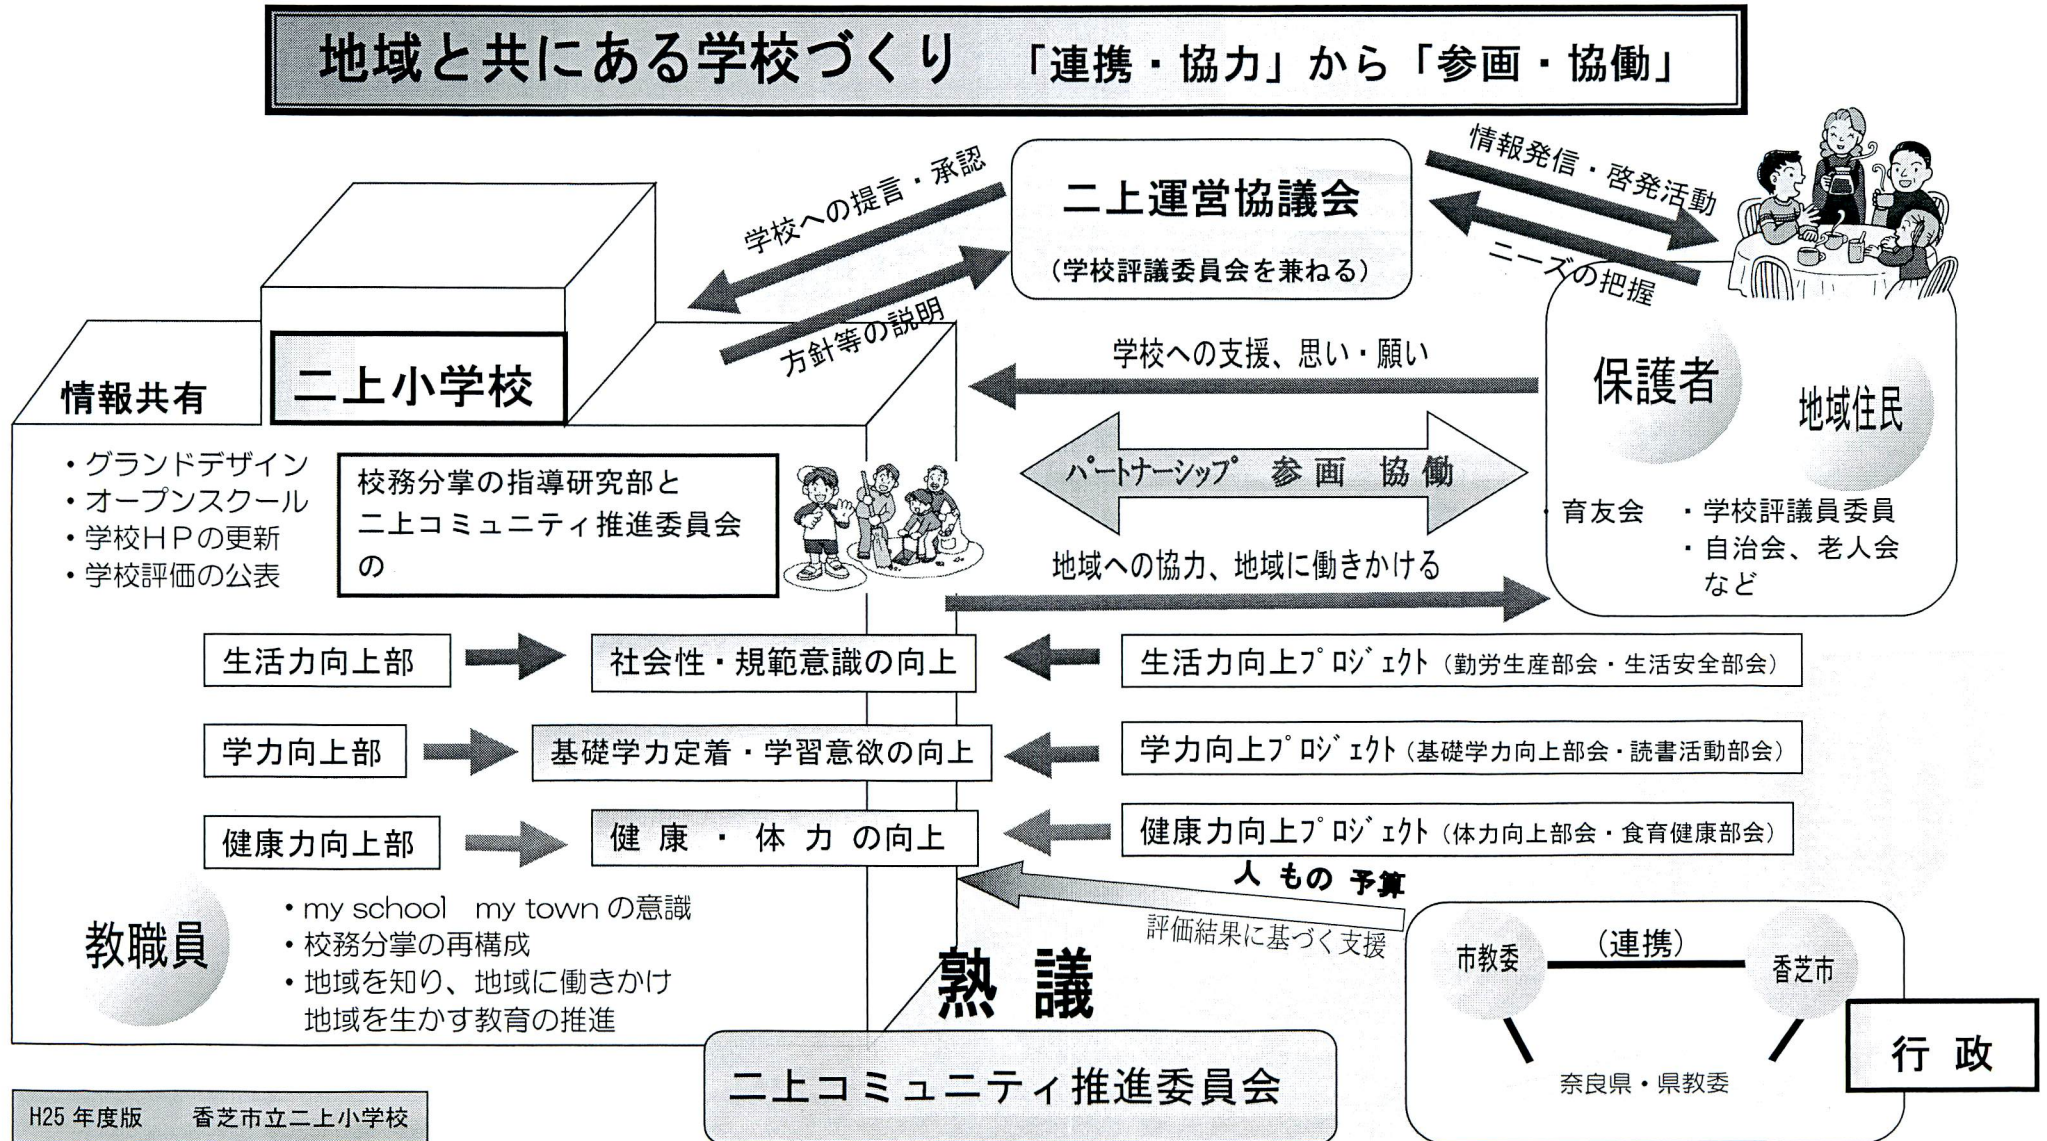 地域と共にある学校づくり　「連携・協力」から「参画・協働」
学校への提言・承認
方針等の説明
二上運営協議会
（学校評議委員会を兼ねる）
情報発信・啓発活動
ニーズの把握
情報共有
二上小学校
・グランドデザイン
・オープンスクール
・学校ＨＰの更新
・学校評価の公表
校務分掌の指導研究部と
二上コミュニティ推進委員会
の
学校への支援、思い・願い
パートナーシップ　参画　協働
地域への協力、地域に働きかける
保護者
地域住民
・育友会
・学校評議員委員
・自治会、老人会
など
生活力向上部
社会性・規範意識の向上
生活力向上プロジェクト（勤労生産部会・生活安全部会）
学力向上部
基礎学力定着・学習意欲の向上
学力向上プロジェクト（基礎学力向上部会・読書活動部会）
健康力向上部
健康・体力の向上
健康力向上プロジェクト（体力向上部会・食育健康部会）
人 もの 予算
評価結果に基づく支援
教職員
・my school　my town の意識
・校務分掌の再構成
・地域を知り、地域に働きかけ
地域を生かす教育の推進
熟議
二上コミュニティ推進委員会
市教委
（連携）
香芝市
奈良県・県教委
行政
H25 年度版　　香芝市立二上小学校